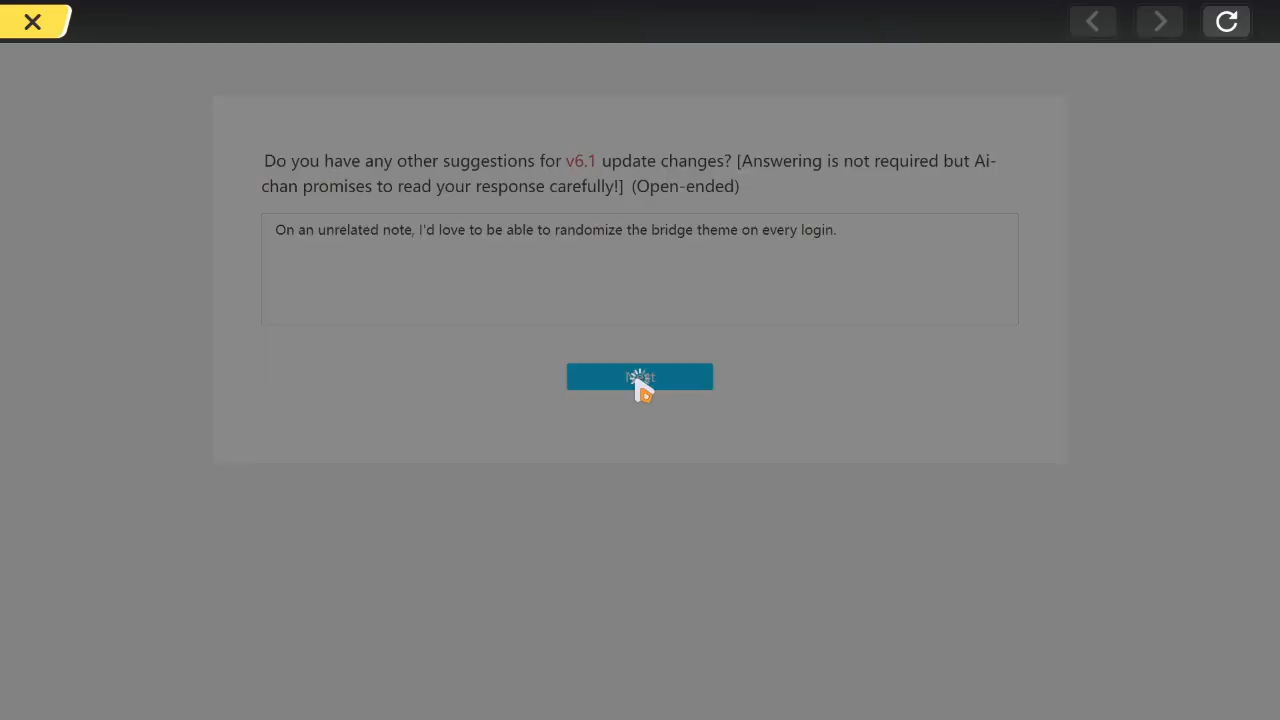 Do you have any other suggestions for v6.1 update changes? [Answering is not required but Ai-
chan promises to read your response carefully!] (Open-ended)
On an unrelated note, I'd love to be able to randomize the bridge theme on every login.